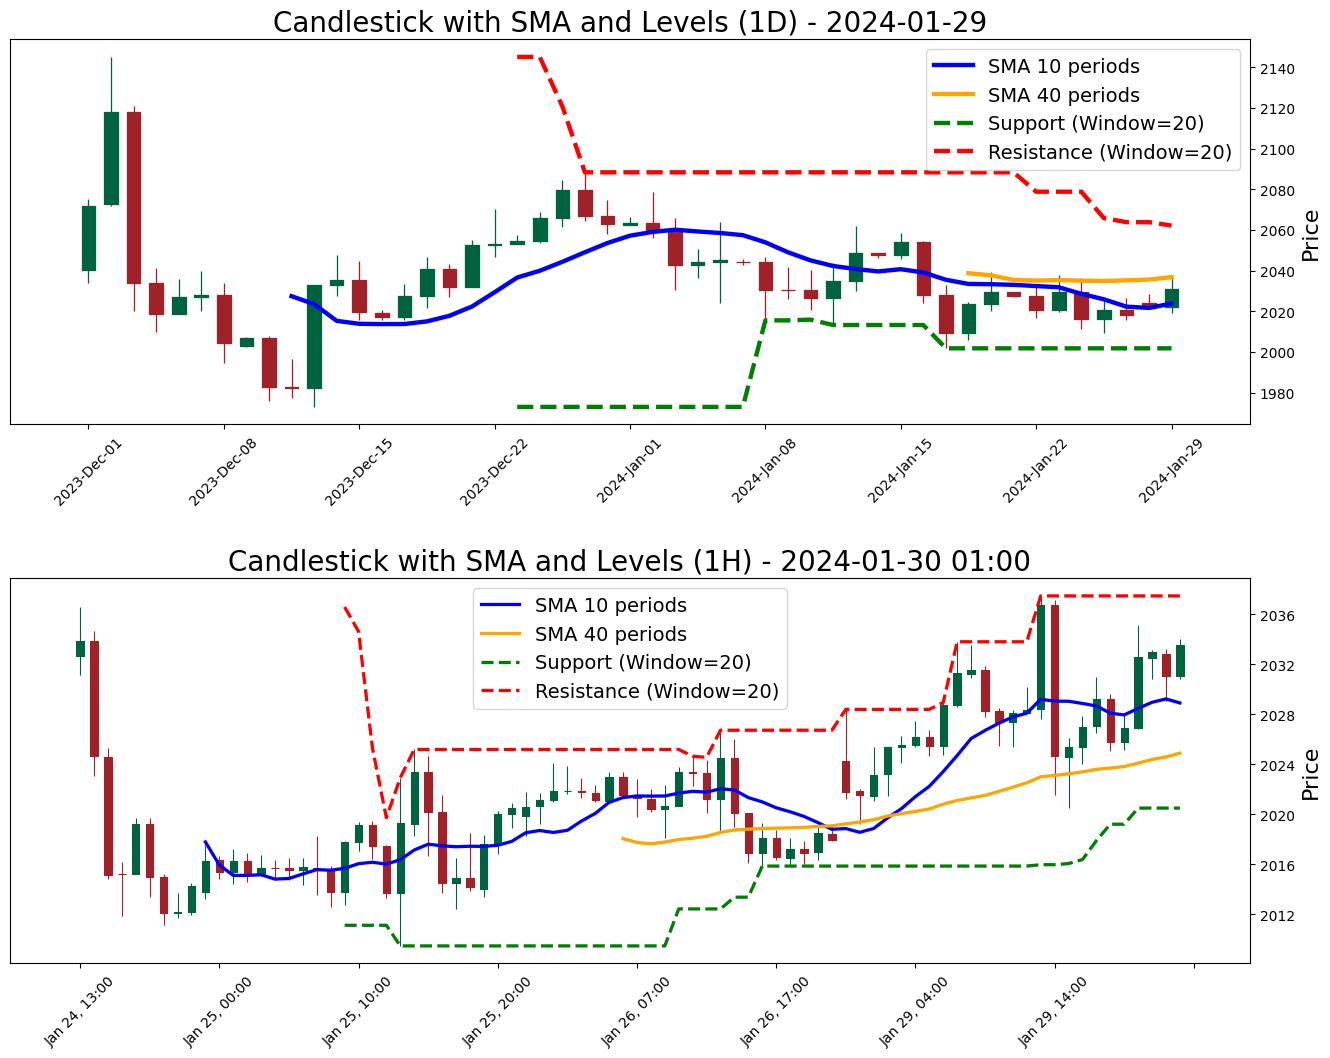 Candlestick with SMA and Levels (1D) - 2024-01-29
SMA 10 periods
SMA 40 periods
Support (Window=20)
Resistance (Window=20)
2140
2120
2100
2080
2060
2040
2020
2000
1980
Price
2023-Dec-01
2023-Dec-08
2023-Dec-15
2023-Dec-22
2024-Jan-01
2024-Jan-08
2024-Jan-15
2024-Jan-22
2024-Jan-29
Candlestick with SMA and Levels (1H) - 2024-01-30 01:00
SMA 10 periods
SMA 40 periods
Support (Window=20)
Resistance (Window=20)
2036
2032
2028
2024
2020
2016
2012
Price
Jan 24, 13:00
Jan 25, 00:00
Jan 25, 10:00
Jan 25, 20:00
Jan 26, 07:00
Jan 26, 17:00
Jan 29, 04:00
Jan 29, 14:00